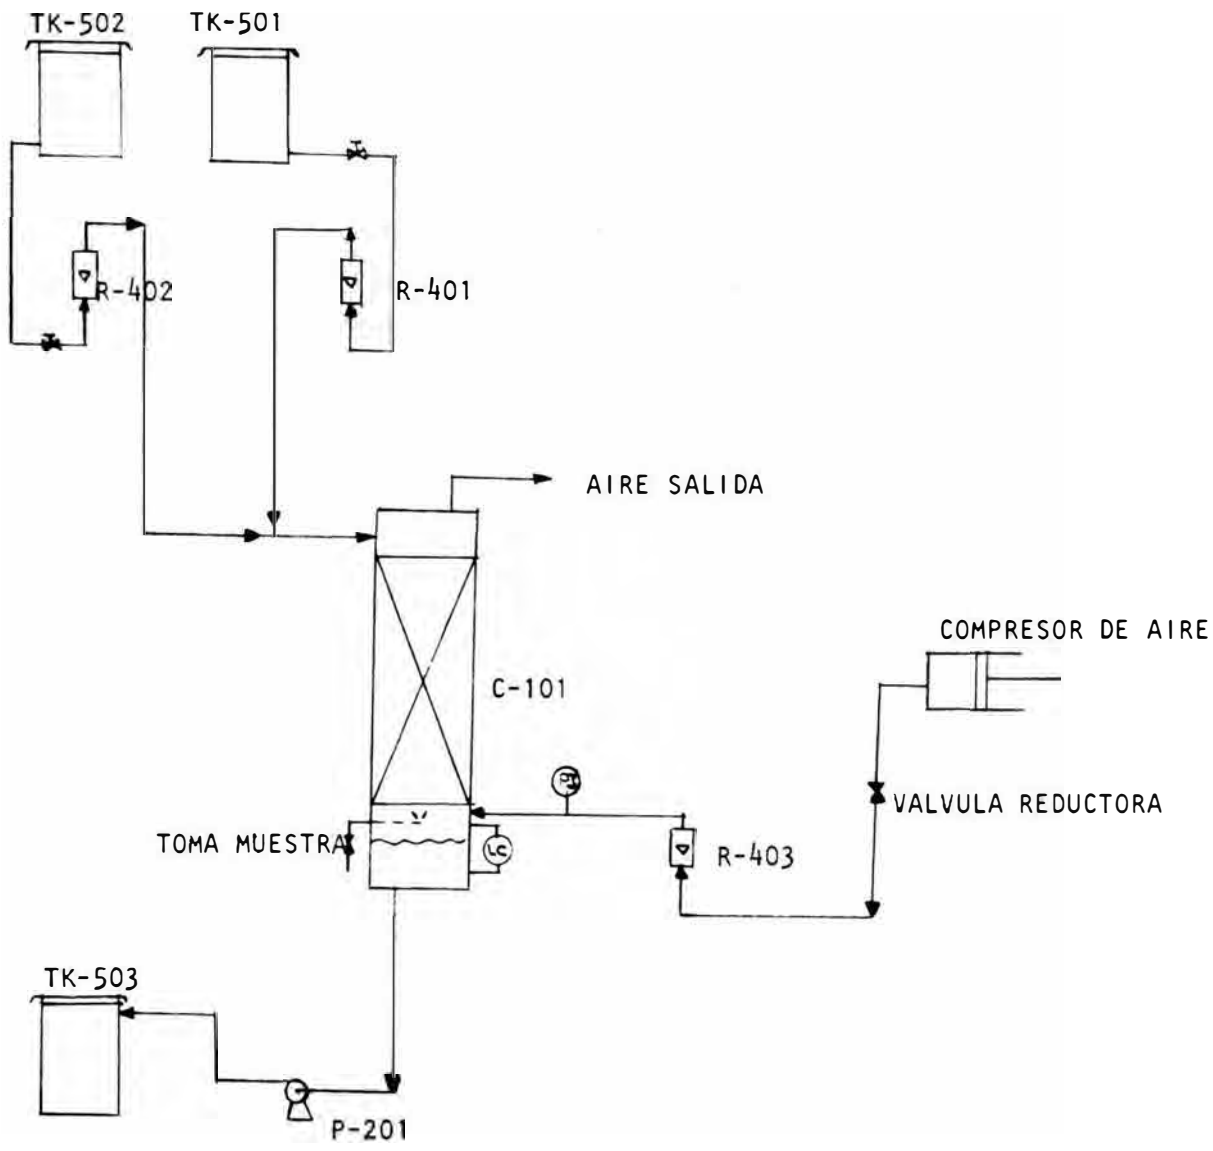 TK-502
TK-501
R-402
R-401
AIRE SALIDA
COMPRESOR DE AIRE
C-101
VALVULA REDUCTORA
TOMA MUESTRA
LC
R-403
TK-503
P-201